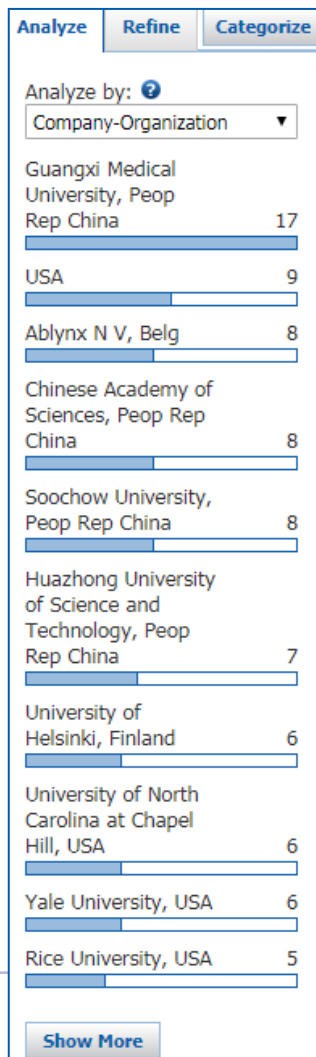 Analyze Refine Categorize
Analyze by: ?
Company-Organization ▼
Guangxi Medical
University, Peop
Rep China 17
USA 9
Ablynx N V, Belg 8
Chinese Academy of
Sciences, Peop Rep
China 8
Soochow University,
Peop Rep China 8
Huazhong University
of Science and
Technology, Peop
Rep China 7
University of
Helsinki, Finland 6
University of North
Carolina at Chapel
Hill, USA 6
Yale University, USA 6
Rice University, USA 5
Show More